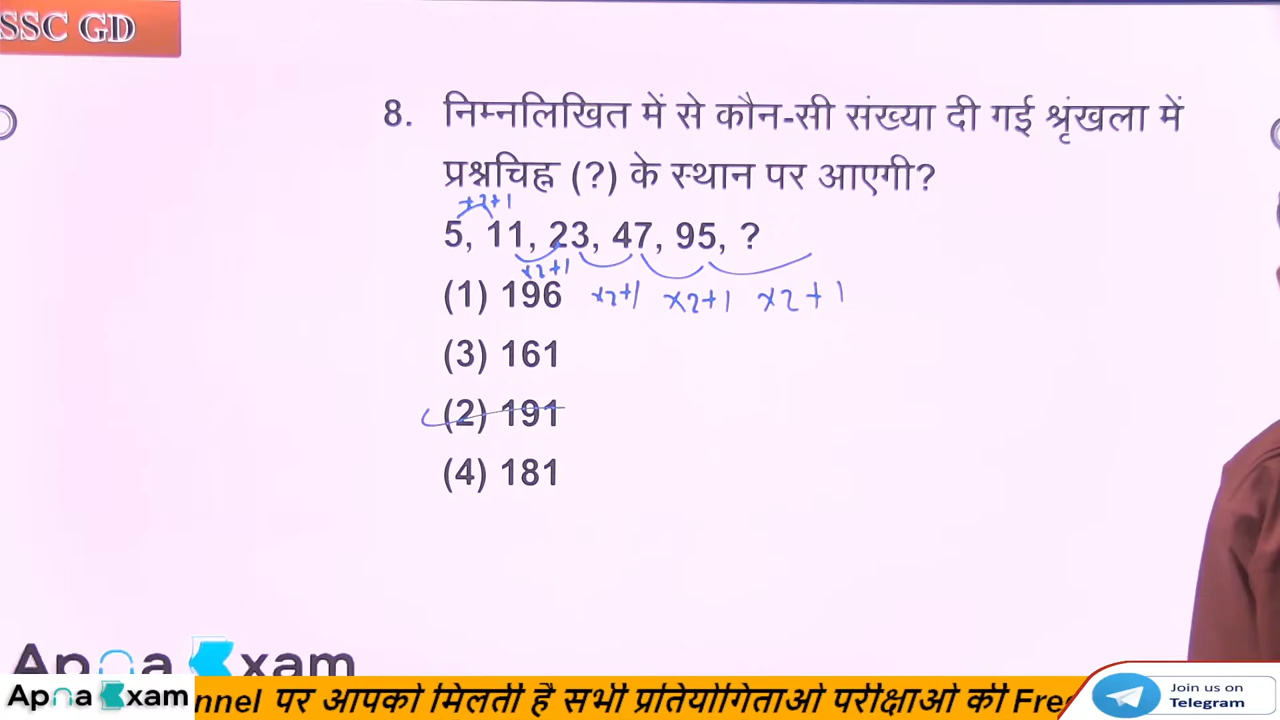 SSC GD
8. निम्नलिखित में से कौन-सी संख्या दी गई श्रृंखला में
प्रश्नचिह्न (?) के स्थान पर आएगी?
×2+1
5, 11, 23, 47, 95, ?
×2+1
(1) 196 ×2+1 ×2+1 ×2+1
(3) 161
(2) 191
(4) 181
Apna Exam
Apna Exam nnel पर आपको मिलती है सभी प्रतियोगिताओ परीक्षाओ की Free
Join us on
Telegram